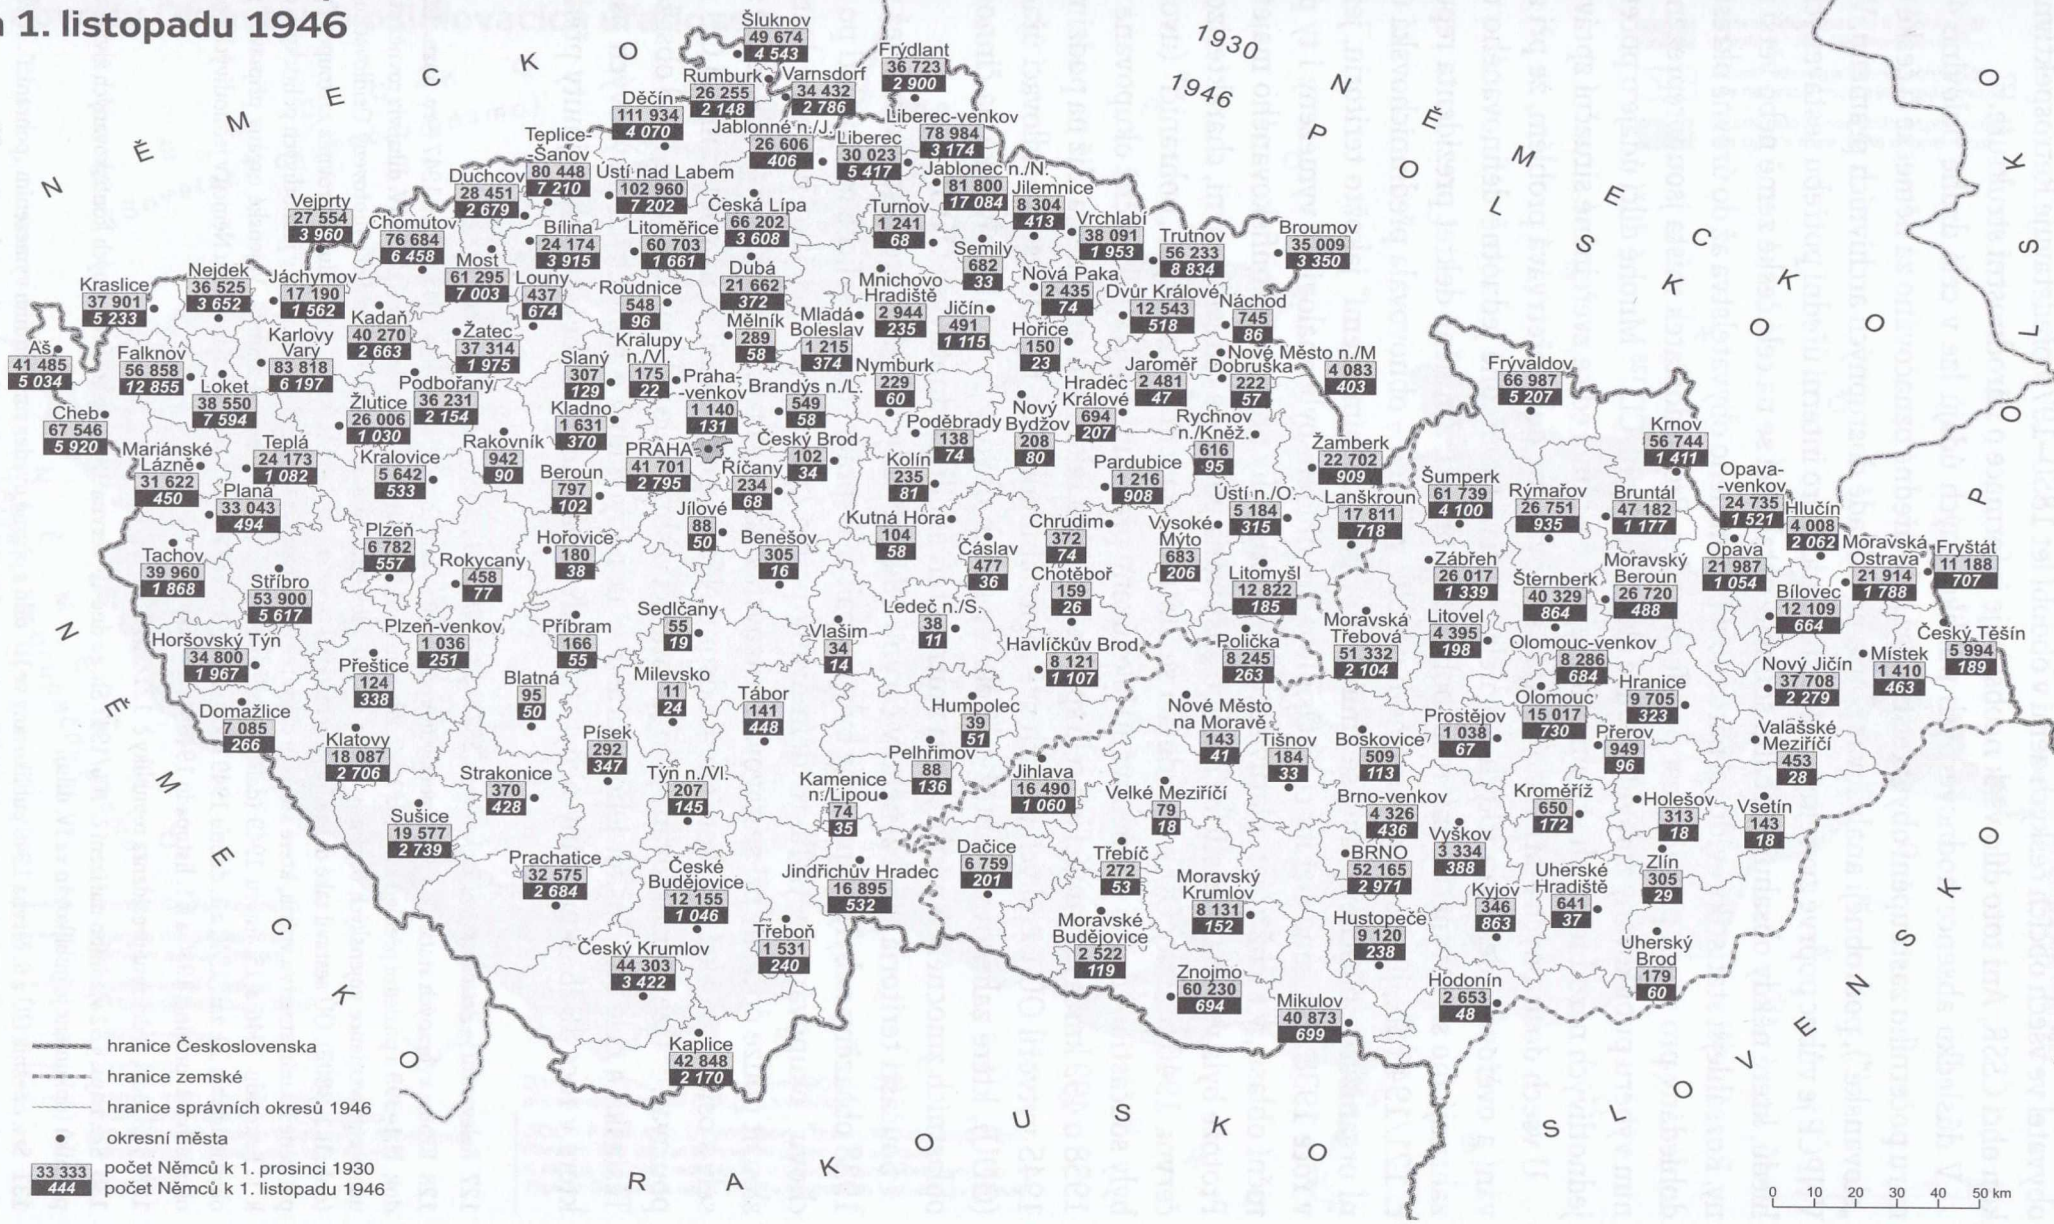 1. listopadu 1946
1930
1946
NĚMECKO
NĚMECKO
NĚMECKO
POLSKO
POLSKO
RAKOUSKO
SLOVENSKO
Šluknov
49 674
4 543
Frýdlant
36 723
2 900
Rumburk
26 255
2 148
Varnsdorf
34 432
2 786
Děčín
111 934
4 070
Liberec-venkov
78 984
3 174
Jablonné n./J.
26 606
406
Liberec
30 023
5 417
Teplice-
-Šanov
80 448
7 210
Ústí nad Labem
102 960
7 202
Duchcov
28 451
2 679
Jablonec n./N.
81 800
17 084
Jilemnice
8 304
413
Vejprty
27 554
3 960
Chomutov
76 684
6 458
Bílina
24 174
3 915
Litoměřice
60 703
1 661
Česká Lípa
66 202
3 608
Turnov
1 241
68
Semily
682
33
Vrchlabí
38 091
1 953
Trutnov
56 233
8 834
Broumov
35 009
3 350
Kraslice
37 901
5 233
Nejdek
36 525
3 652
Jáchymov
17 190
1 562
Most
61 295
7 003
Louny
437
674
Roudnice
548
96
Dubá
21 662
372
Mnichovo
Hradiště
2 944
235
Nová Paka
2 435
74
Dvůr Králové
12 543
518
Náchod
745
86
Aš
41 485
5 034
Falknov
56 858
12 855
Karlovy
Vary
83 818
6 197
Kadaň
40 270
2 663
Žatec
37 314
1 975
Slaný
307
129
Kralupy
n./Vl.
175
22
Mělník
289
58
Mladá
Boleslav
1 215
374
Jičín
491
1 115
Hořice
150
23
Jaroměř
2 481
47
Nové Město n./M
4 083
403
Dobruška
222
57
Loket
38 550
7 594
Podbořany
36 231
2 154
Žlutice
26 006
1 030
Kladno
1 631
370
Praha-
-venkov
1 140
131
Brandýs n./L.
549
58
Nymburk
229
60
Nový
Bydžov
208
80
Hradec
Králové
694
207
Rychnov
n./Kněž.
616
95
Cheb
67 546
5 920
Mariánské
Lázně
31 622
450
Teplá
24 173
1 082
Kralovice
5 642
533
Rakovník
942
90
Beroun
797
102
PRAHA
41 701
2 795
Český Brod
102
34
Říčany
234
68
Poděbrady
138
74
Kolín
235
81
Pardubice
1 216
908
Žamberk
22 702
909
Planá
33 043
494
Plzeň
6 782
557
Rokycany
458
77
Hořovice
180
38
Jílové
88
50
Benešov
305
16
Kutná Hora
104
58
Čáslav
477
36
Chrudim
372
74
Vysoké
Mýto
683
206
Ústí n./O.
5 184
315
Lanškroun
17 811
718
Frývaldov
66 987
5 207
Krnov
56 744
1 411
Šumperk
61 739
4 100
Rýmařov
26 751
935
Bruntál
47 182
1 177
Opava-
-venkov
24 735
1 521
Hlučín
4 008
2 062
Tachov
39 960
1 868
Stříbro
53 900
5 617
Chotěboř
159
26
Litomyšl
12 822
185
Zábřeh
26 017
1 339
Šternberk
40 329
864
Moravský
Beroun
26 720
488
Opava
21 987
1 054
Moravská
Ostrava
21 914
1 788
Fryštát
11 188
707
Bílovec
12 109
664
Horšovský Týn
34 800
1 967
Plzeň-venkov
1 036
251
Příbram
166
55
Sedlčany
55
19
Vlašim
34
14
Ledeč n./S.
38
11
Havlíčkův Brod
8 121
1 107
Polička
8 245
263
Moravská
Třebová
51 332
2 104
Litovel
4 395
198
Olomouc-venkov
8 286
684
Český Těšín
5 994
189
Místek
1 410
463
Přeštice
124
338
Blatná
95
50
Milevsko
11
24
Tábor
141
448
Humpolec
39
51
Nové Město
na Moravě
143
41
Olomouc
15 017
730
Hranice
9 705
323
Nový Jičín
37 708
2 279
Domažlice
7 085
266
Klatovy
18 087
2 706
Písek
292
347
Pelhřimov
88
136
Jihlava
16 490
1 060
Tišnov
184
33
Boskovice
509
113
Prostějov
1 038
67
Přerov
949
96
Valašské
Meziříčí
453
28
Strakonice
370
428
Týn n./Vl.
207
145
Kamenice
n./Lipou
74
35
Velké Meziříčí
79
18
Brno-venkov
4 326
436
Kroměříž
650
172
Holešov
313
18
Vsetín
143
18
Sušice
19 577
2 739
Prachatice
32 575
2 684
České
Budějovice
12 155
1 046
Jindřichův Hradec
16 895
532
Dačice
6 759
201
Třebíč
272
53
BRNO
52 165
2 971
Vyškov
3 334
388
Zlín
305
29
Moravský
Krumlov
8 131
152
Kyjov
346
863
Uherské
Hradiště
641
37
Český Krumlov
44 303
3 422
Třeboň
1 531
240
Moravské
Budějovice
2 522
119
Hustopeče
9 120
238
Uherský
Brod
179
60
Znojmo
60 230
694
Mikulov
40 873
699
Hodonín
2 653
48
Kaplice
42 848
2 170
hranice Československa
hranice zemské
hranice správních okresů 1946
okresní města
33 333 počet Němců k 1. prosinci 1930
444 počet Němců k 1. listopadu 1946
0 10 20 30 40 50 km